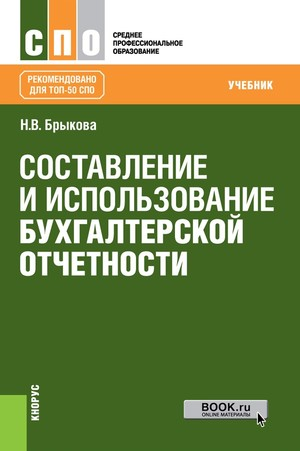 СПО
СРЕДНЕЕ
ПРОФЕССИОНАЛЬНОЕ
ОБРАЗОВАНИЕ
РЕКОМЕНДОВАНО
ДЛЯ ТОП-50 СПО
УЧЕБНИК
Н.В. Брыкова
СОСТАВЛЕНИЕ
И ИСПОЛЬЗОВАНИЕ
БУХГАЛТЕРСКОЙ
ОТЧЕТНОСТИ
КНОРУС
BOOK.ru
ONLINE МАТЕРИАЛЫ